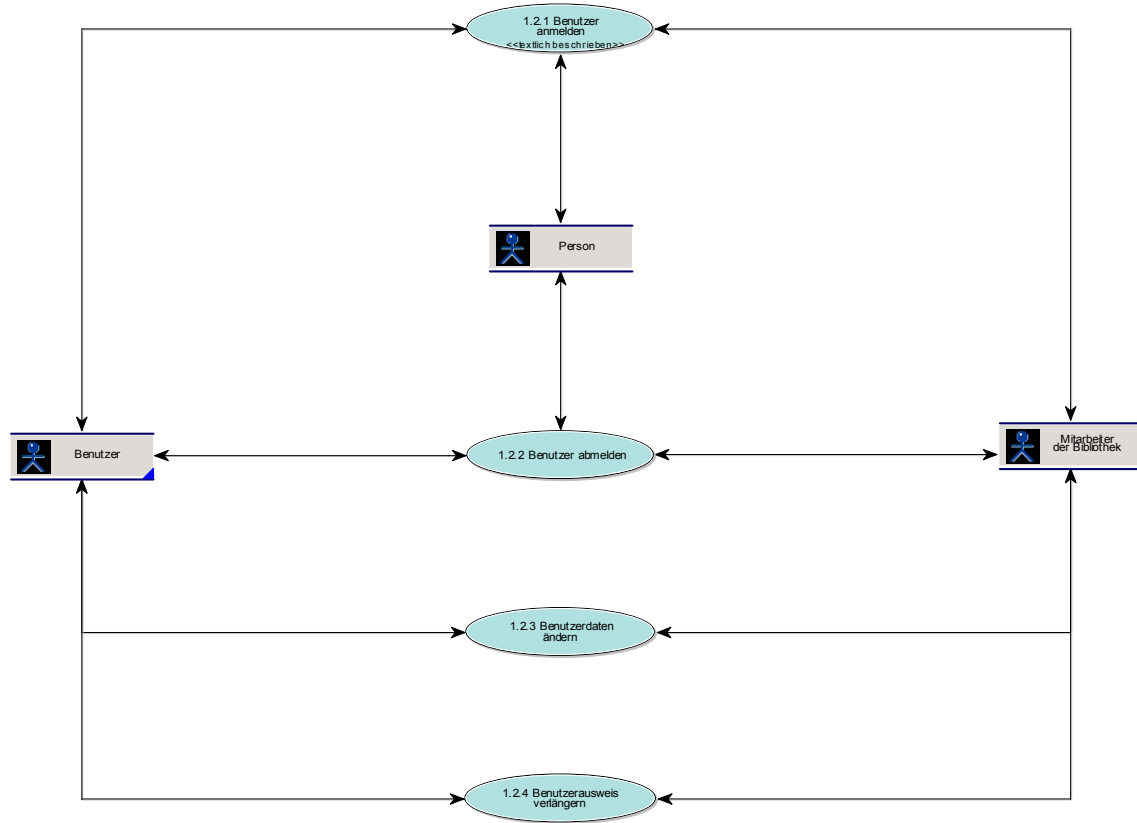 1.2.1 Benutzer
anmelden
<<textlich beschrieben>>
Person
Benutzer
1.2.2 Benutzer abmelden
Mitarbeiter
der Bibliothek
1.2.3 Benutzerdaten
ändern
1.2.4 Benutzerausweis
verlängern